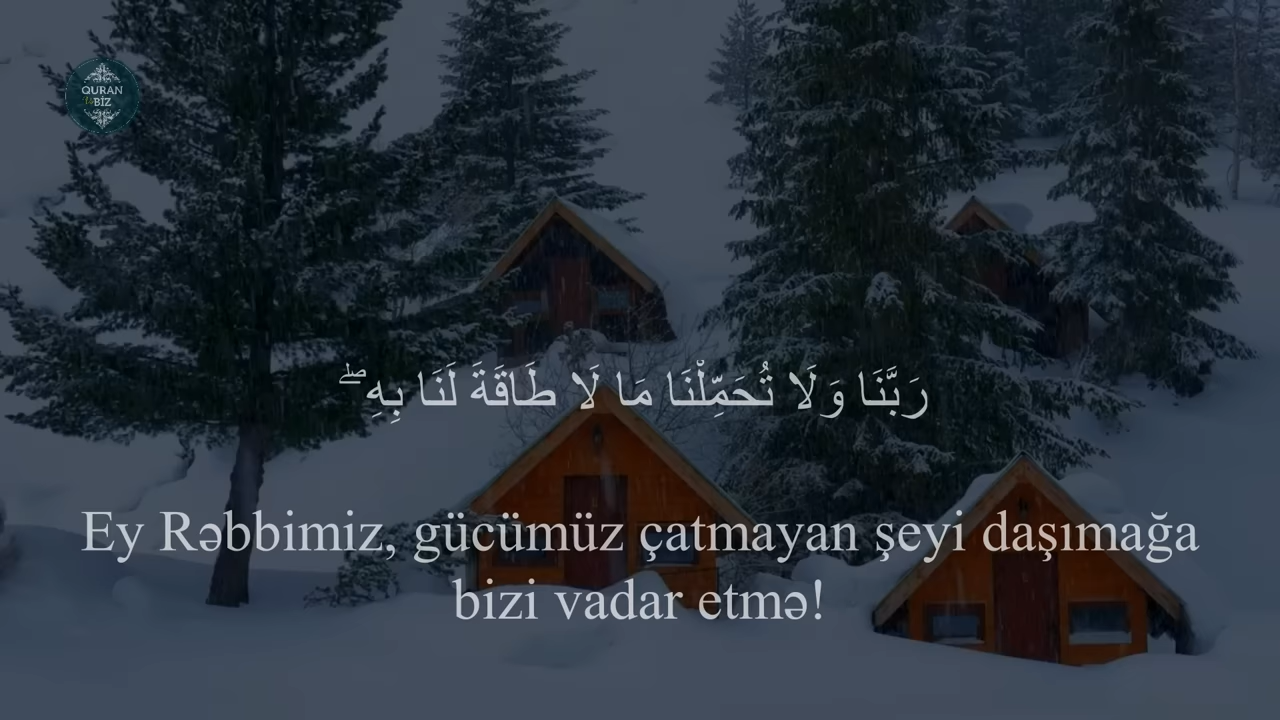 QURAN
BİZ
رَبَّنَا وَلَا تُحَمِّلْنَا مَا لَا طَاقَةَ لَنَا بِهِ ۖ
Ey Rəbbimiz, gücümüz çatmayan şeyi daşımağa
bizi vadar etmə!